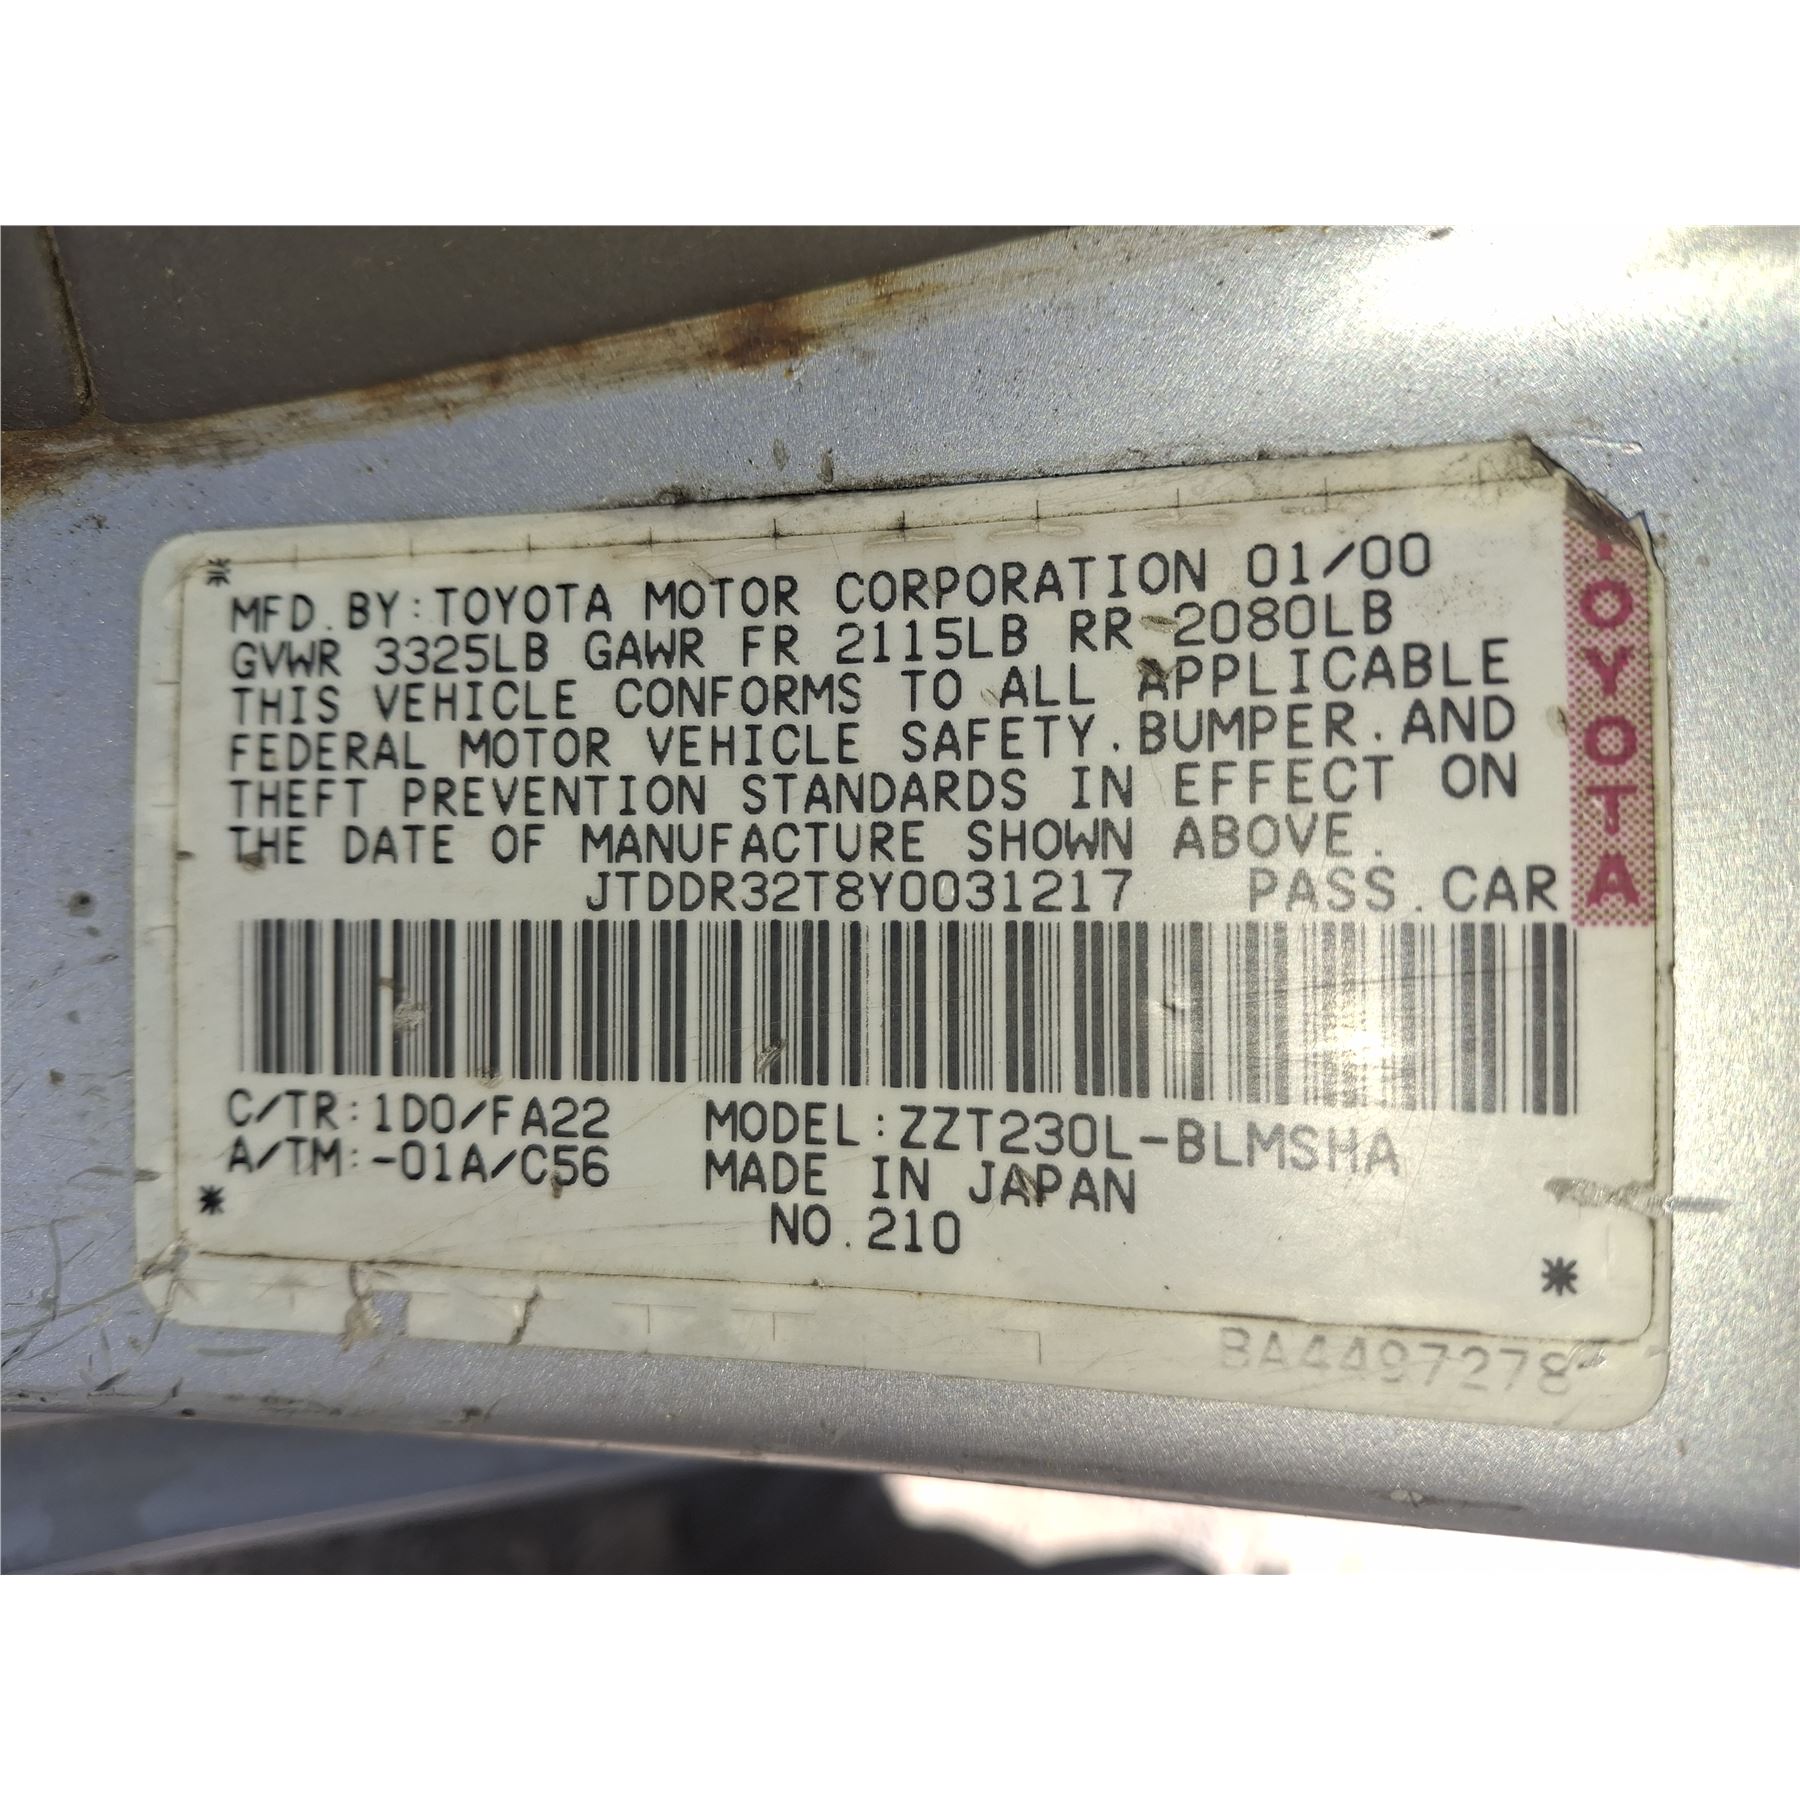 MFD. BY: TOYOTA MOTOR CORPORATION 01/00
GVWR 3325LB GAWR FR 2115LB RR 2080LB
THIS VEHICLE CONFORMS TO ALL APPLICABLE
FEDERAL MOTOR VEHICLE SAFETY. BUMPER. AND
THEFT PREVENTION STANDARDS IN EFFECT ON
THE DATE OF MANUFACTURE SHOWN ABOVE.
JTDDR32T8Y0031217 PASS. CAR
TOYOTA
C/TR: 1D0/FA22 MODEL: ZZT230L-BLMSHA
A/TM: -01A/C56 MADE IN JAPAN
NO. 210
BA4497278